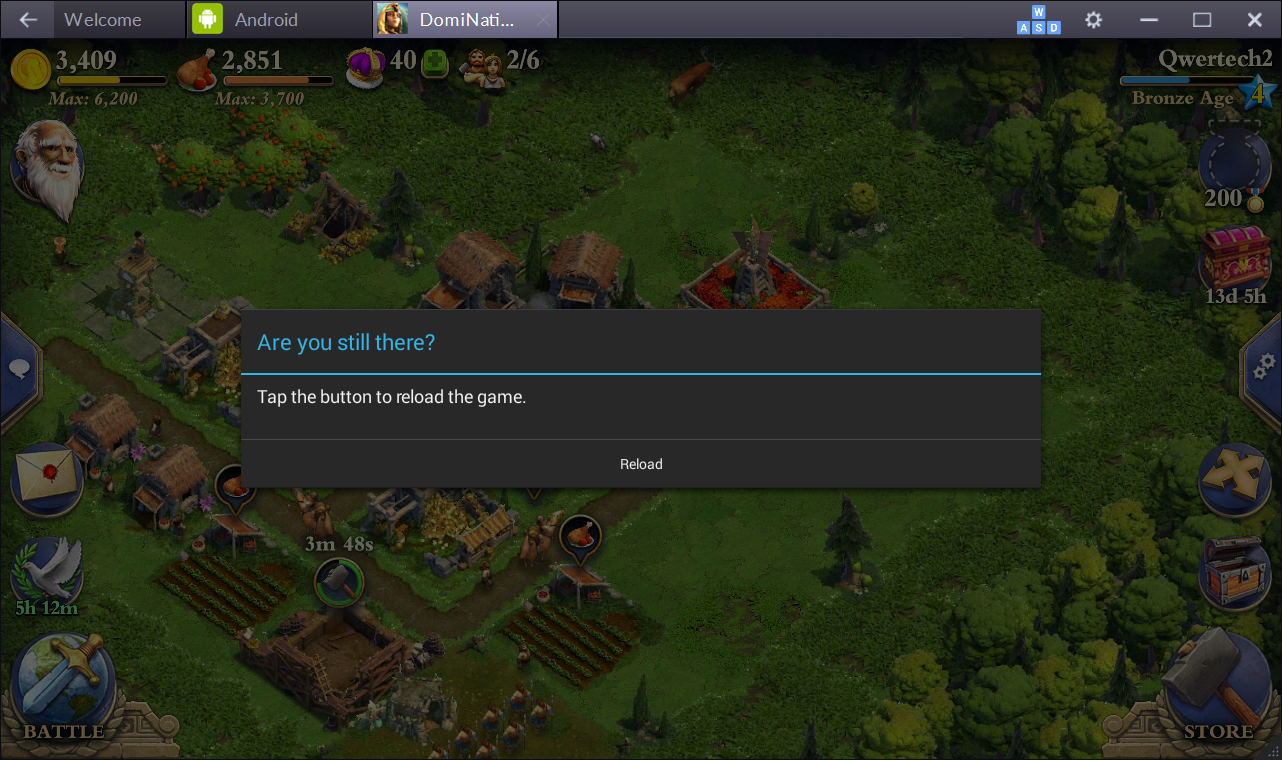 Welcome
Android
DomiNati...
W
A S D
3,409
Max: 6,200
2,851
Max: 3,700
40
2/6
Qwertech2
Bronze Age
4
200
13d 5h
Are you still there?
Tap the button to reload the game.
Reload
3m 48s
5h 12m
BATTLE
STORE